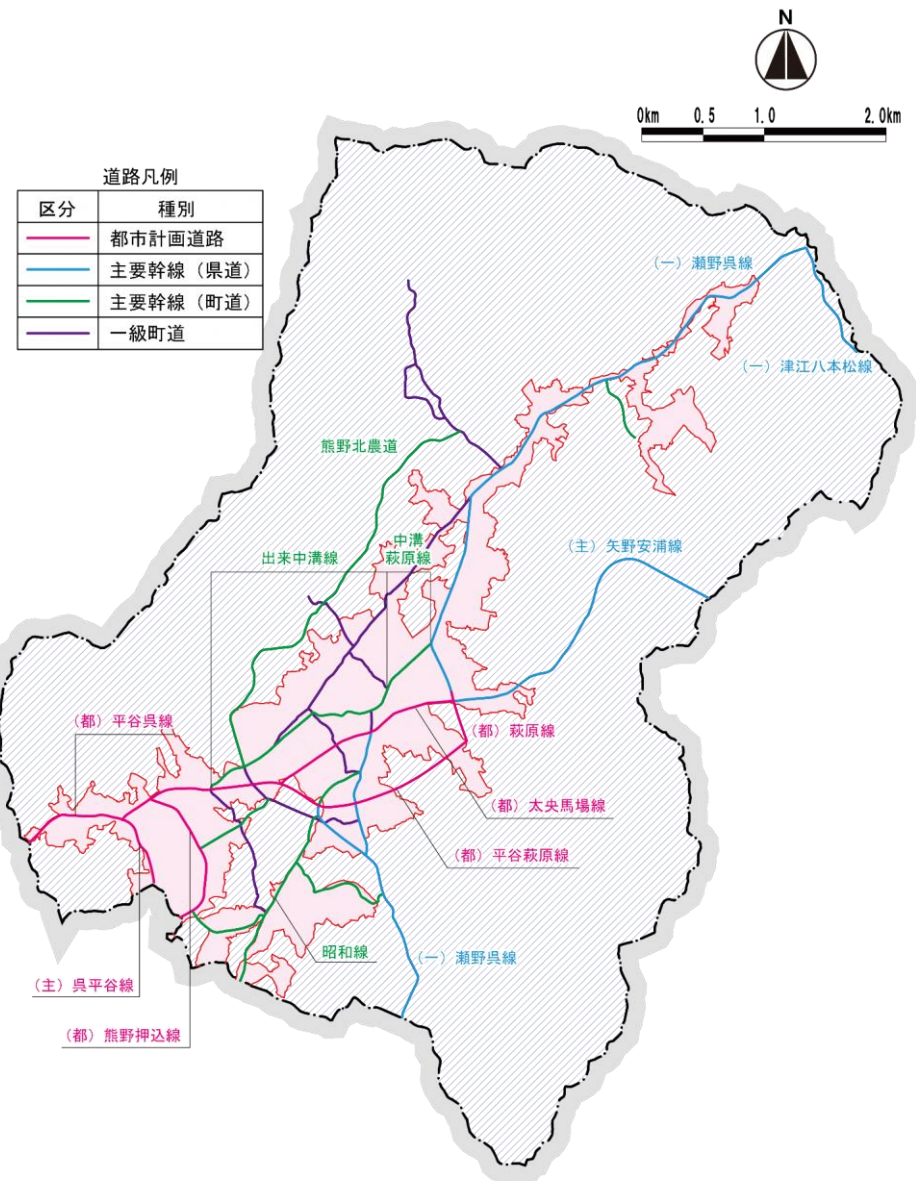 N
0km 0.5 1.0 2.0km
道路凡例
区分 種別
都市計画道路
主要幹線（県道）
主要幹線（町道）
一級町道
（一）瀬野呉線
（一）津江八本松線
熊野北農道
（主）矢野安浦線
出来中溝線
中溝
萩原線
（都）平谷呉線
（都）萩原線
（都）太央馬場線
（都）平谷萩原線
昭和線
（一）瀬野呉線
（主）呉平谷線
（都）熊野押込線